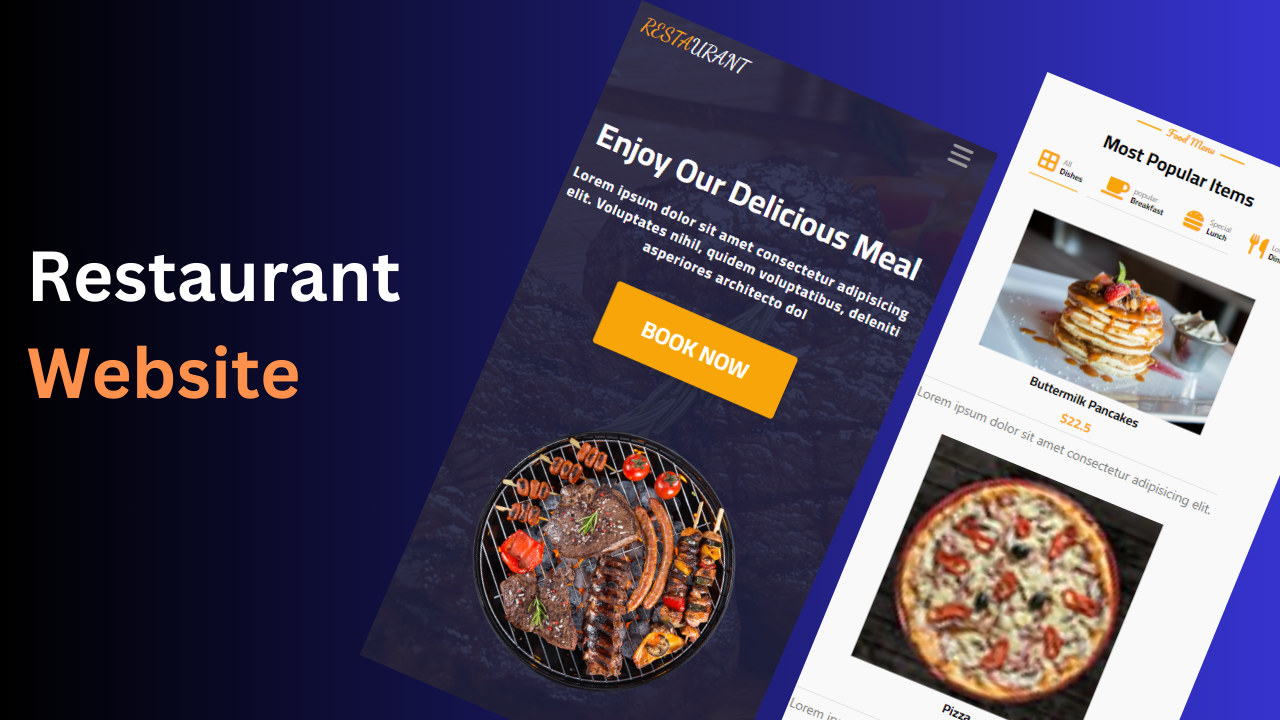 Restaurant
Website
RESTAURANT
Enjoy Our Delicious Meal
Lorem ipsum dolor sit amet consectetur adipisicing
elit. Voluptates nihil, quidem voluptatibus, deleniti
asperiores architecto dol
BOOK NOW
Food Menu
Most Popular Items
All
Dishes
popular
Breakfast
Special
Lunch
Buttermilk Pancakes
$22.5
Lorem ipsum dolor sit amet consectetur adipisicing elit.
Pizza
Lorem